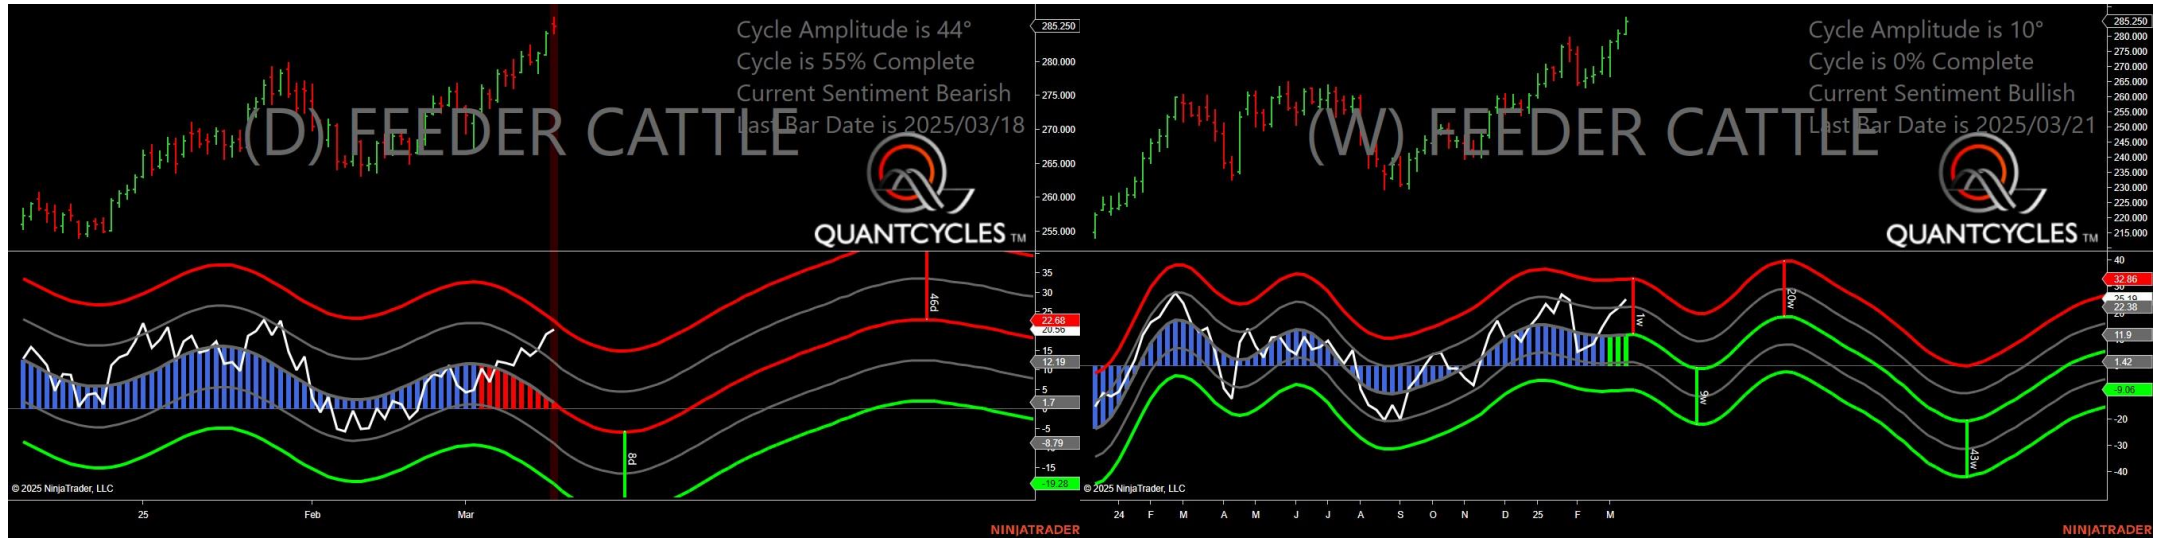 Cycle Amplitude is 44°
Cycle is 55% Complete
Current Sentiment Bearish
Last Bar Date is 2025/03/18
(D) FEEDER CATTLE
QUANTCYCLES TM
285.250
280.000
275.000
270.000
265.000
260.000
255.000
35
30
22.68
20.56
15
12.19
10
5
1.7
0
-5
-8.79
-15
-19.28
46d
8d
© 2025 NinjaTrader, LLC
25
Feb
Mar
NINJATRADER
Cycle Amplitude is 10°
Cycle is 0% Complete
Current Sentiment Bullish
Last Bar Date is 2025/03/21
(W) FEEDER CATTLE
QUANTCYCLES TM
285.250
280.000
275.000
270.000
265.000
260.000
255.000
250.000
245.000
240.000
235.000
230.000
225.000
220.000
215.000
40
32.86
30
25.19
22.38
20
11.9
1.42
-9.06
-20
-30
-40
1w
20w
9w
43w
© 2025 NinjaTrader, LLC
24 F M A M J J A S O N D 25 F M
NINJATRADER